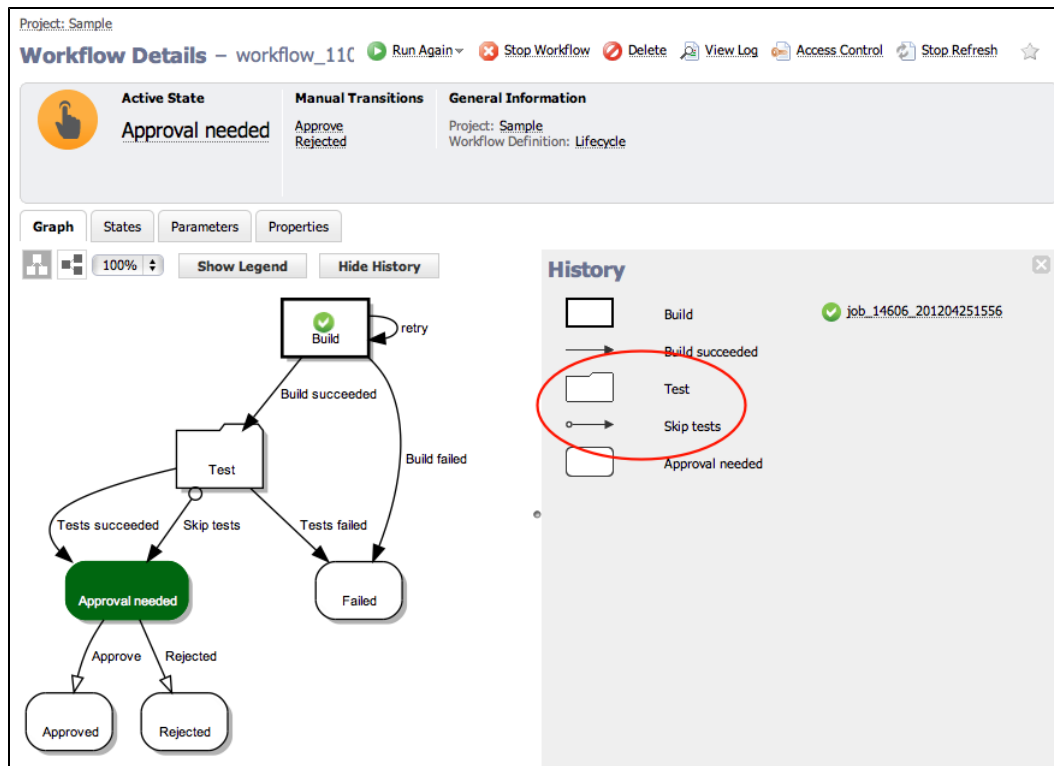 Project: Sample
Workflow Details – workflow_110 Run Again Stop Workflow Delete View Log Access Control Stop Refresh
Active State Manual Transitions General Information
Approval needed
Approve
Rejected
Project: Sample
Workflow Definition: Lifecycle
Graph States Parameters Properties
100% Show Legend Hide History
Build
retry
Build succeeded
Build failed
Test
Tests succeeded Skip tests Tests failed
Approval needed
Failed
Approve Rejected
Approved Rejected
History
Build job_14606_201204251556
Build succeeded
Test
Skip tests
Approval needed